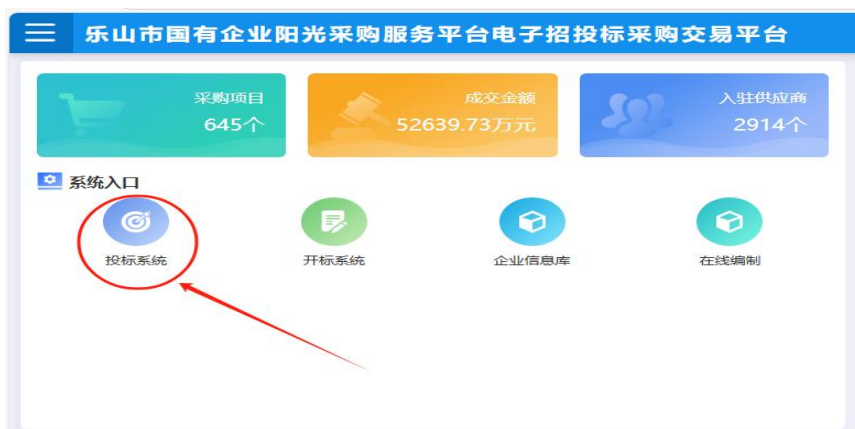 乐山市国有企业阳光采购服务平台电子招投标采购交易平台
采购项目
645个
成交金额
52639.73万元
入驻供应商
2914个
系统入口
投标系统
开标系统
企业信息库
在线编制